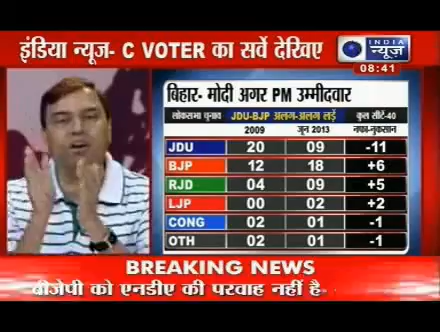 इंडिया न्यूज- C VOTER का सर्वे देखिए
INDIA
न्यूज़
08:41
बिहार- मोदी अगर PM उम्मीदवार
लोकसभा चुनाव JDU-BJP अलग-अलग लड़ें कुल सीटें-40
2009 जून 2013 नफा-नुकसान
JDU 20 09 -11
BJP 12 18 +6
RJD 04 09 +5
LJP 00 02 +2
CONG 02 01 -1
OTH 02 01 -1
BREAKING NEWS
बीजेपी को एनडीए की परवाह नहीं है-